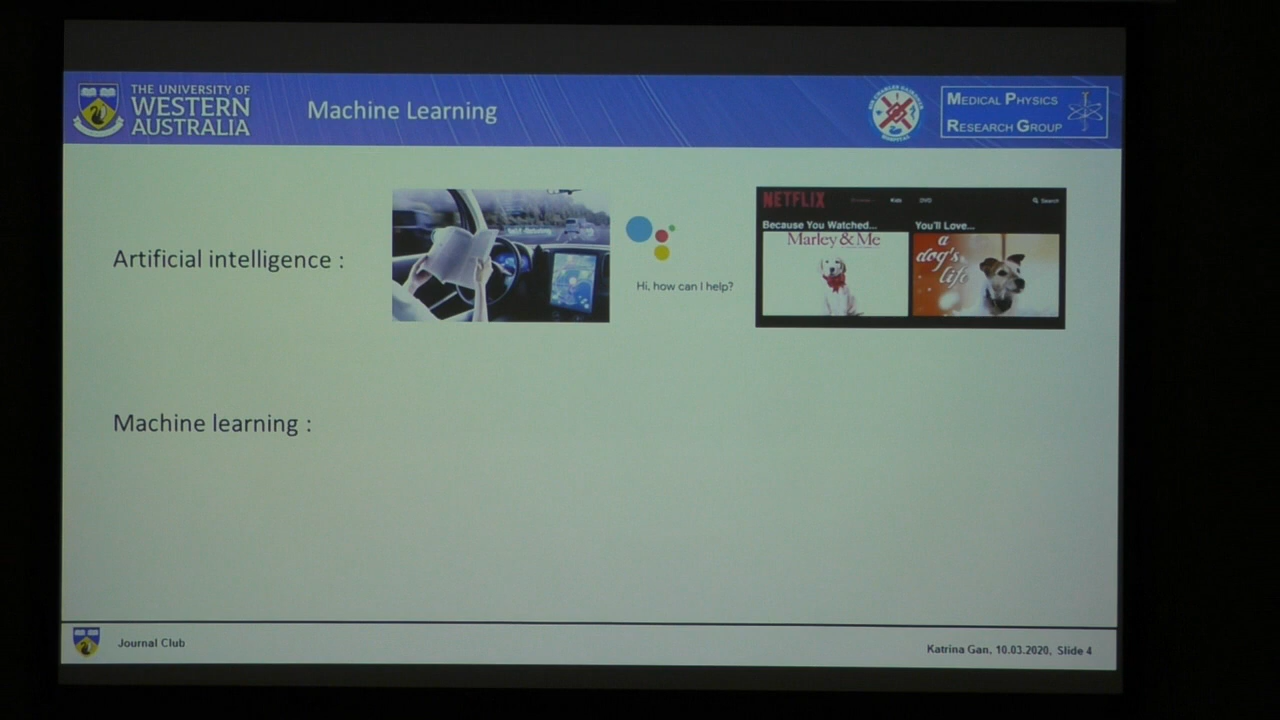 THE UNIVERSITY OF
WESTERN
AUSTRALIA
Machine Learning
MEDICAL PHYSICS
RESEARCH GROUP
Artificial intelligence :
Hi, how can I help?
NETFLIX
Kids
DVD
Search
Because You Watched...
You'll Love...
Marley & Me
a
dog's
life
Machine learning :
Journal Club
Katrina Gan, 10.03.2020, Slide 4